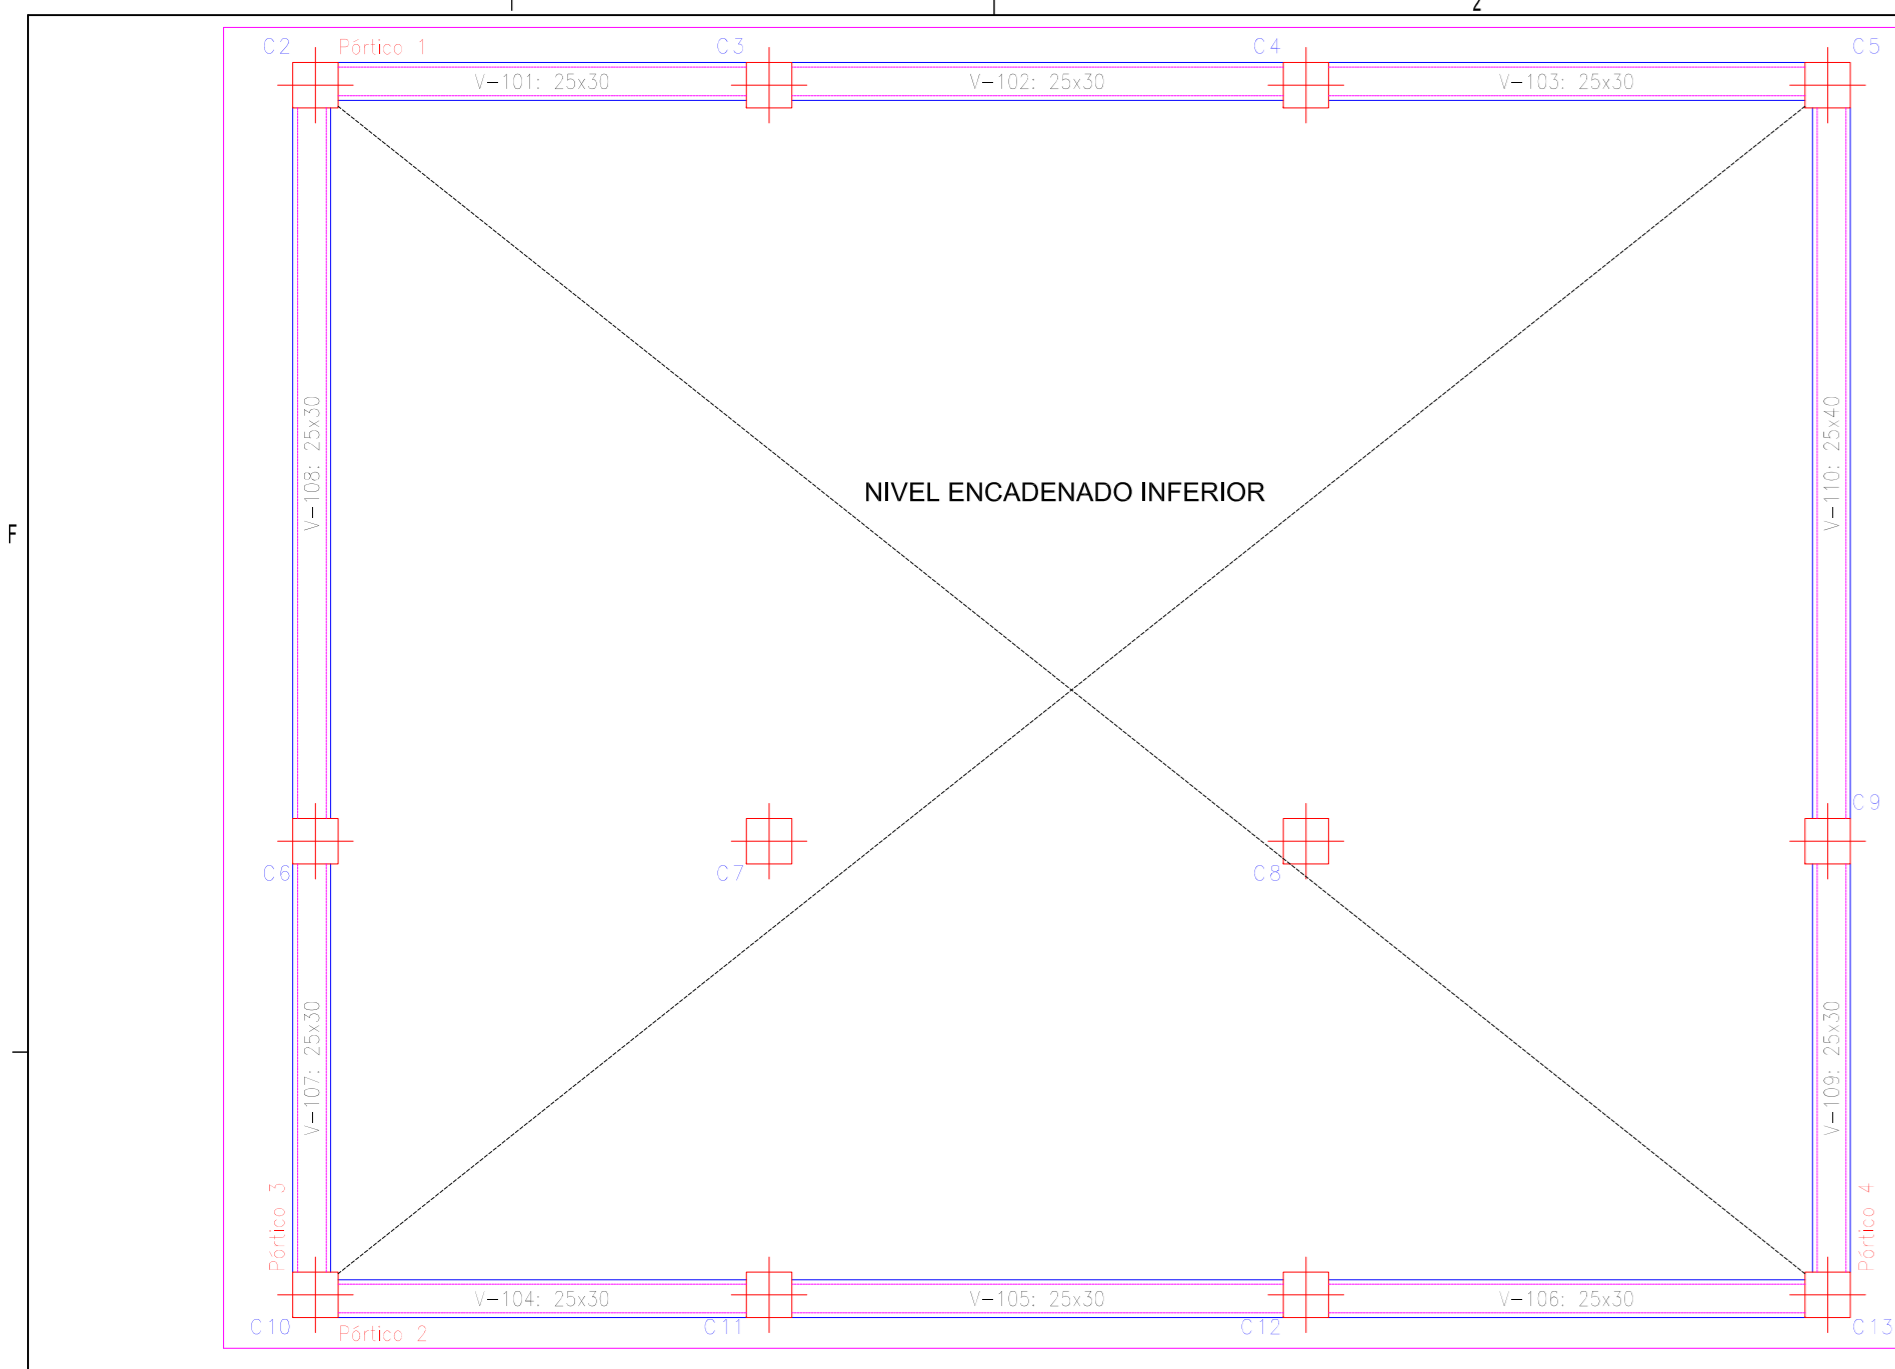 C2
Pórtico 1
C3
C4
C5
V-101: 25x30
V-102: 25x30
V-103: 25x30
V-108: 25x30
V-110: 25x40
NIVEL ENCADENADO INFERIOR
F
C9
C6
C7
C8
V-107: 25x30
V-109: 25x30
Pórtico 3
Pórtico 4
V-104: 25x30
V-105: 25x30
V-106: 25x30
C10
Pórtico 2
C11
C12
C13